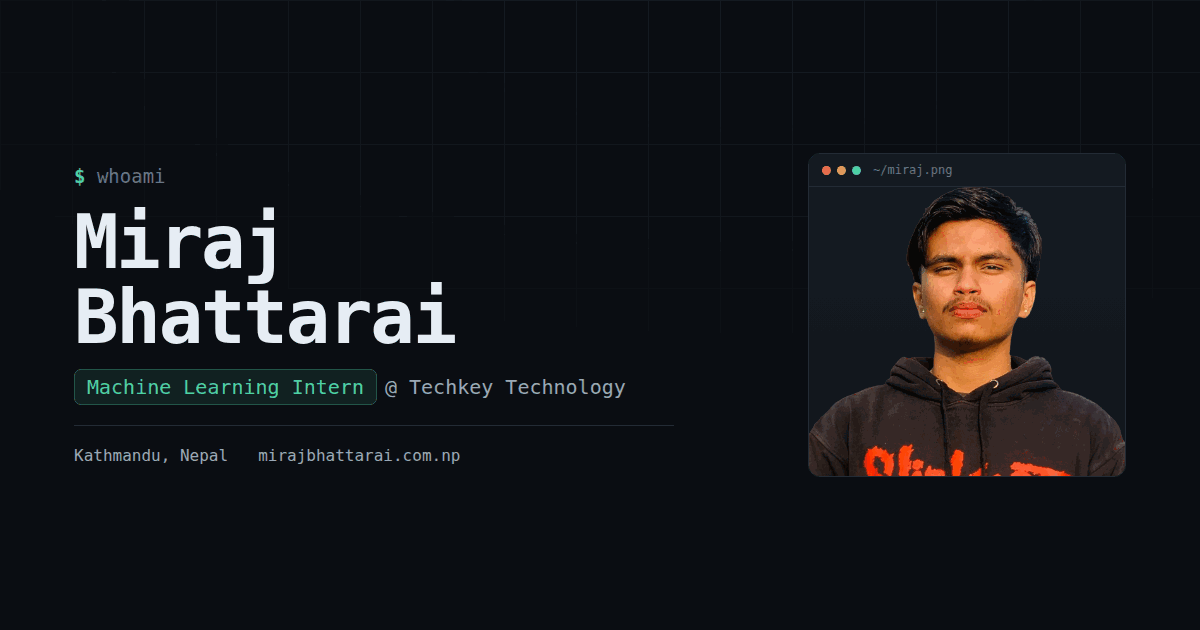 $ whoami
Miraj
Bhattarai
Machine Learning Intern @ Techkey Technology
Kathmandu, Nepal mirajbhattarai.com.np
~/miraj.png